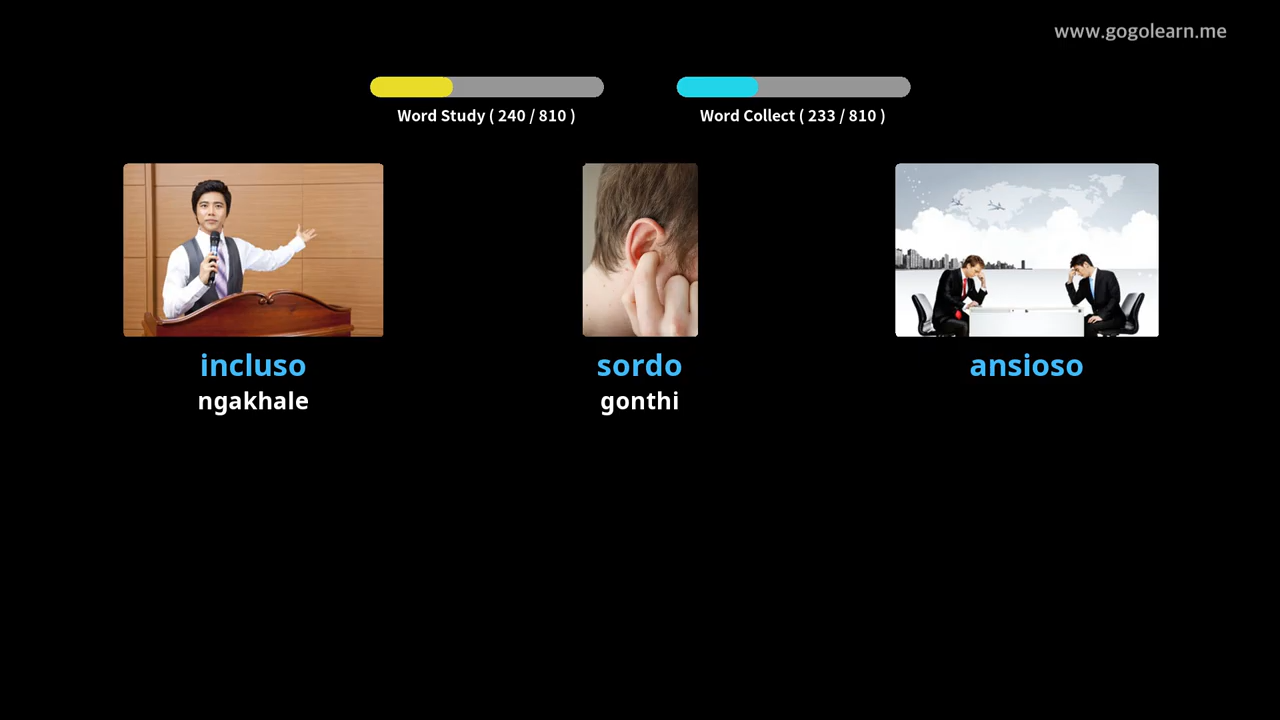 www.gogolearn.me
Word Study ( 240 / 810 )
Word Collect ( 233 / 810 )
incluso
ngakhale
sordo
gonthi
ansioso